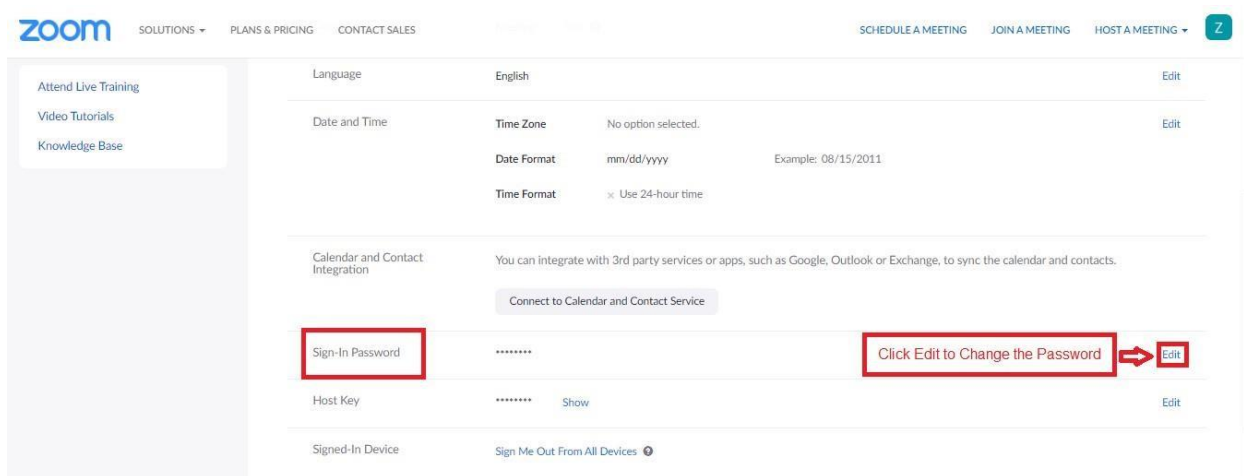 zoom SOLUTIONS PLANS & PRICING CONTACT SALES SCHEDULE A MEETING JOIN A MEETING HOST A MEETING Z
Attend Live Training
Video Tutorials
Knowledge Base
Language English Edit
Date and Time Time Zone No option selected. Edit
Date Format mm/dd/yyyy Example: 08/15/2011
Time Format × Use 24-hour time
Calendar and Contact
Integration
You can integrate with 3rd party services or apps, such as Google, Outlook or Exchange, to sync the calendar and contacts.
Connect to Calendar and Contact Service
Sign-In Password ******** Click Edit to Change the Password Edit
Host Key ******** Show Edit
Signed-In Device Sign Me Out From All Devices ?